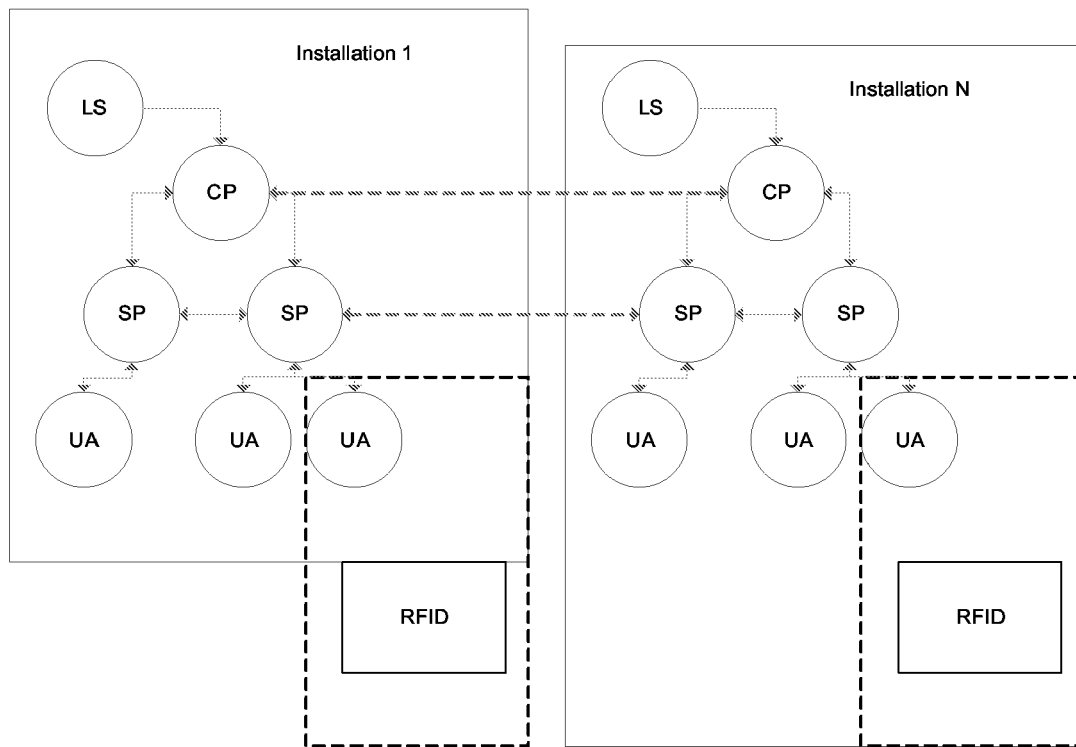 Installation 1
Installation N
LS
LS
CP
CP
SP
SP
SP
SP
UA
UA
UA
UA
UA
UA
RFID
RFID